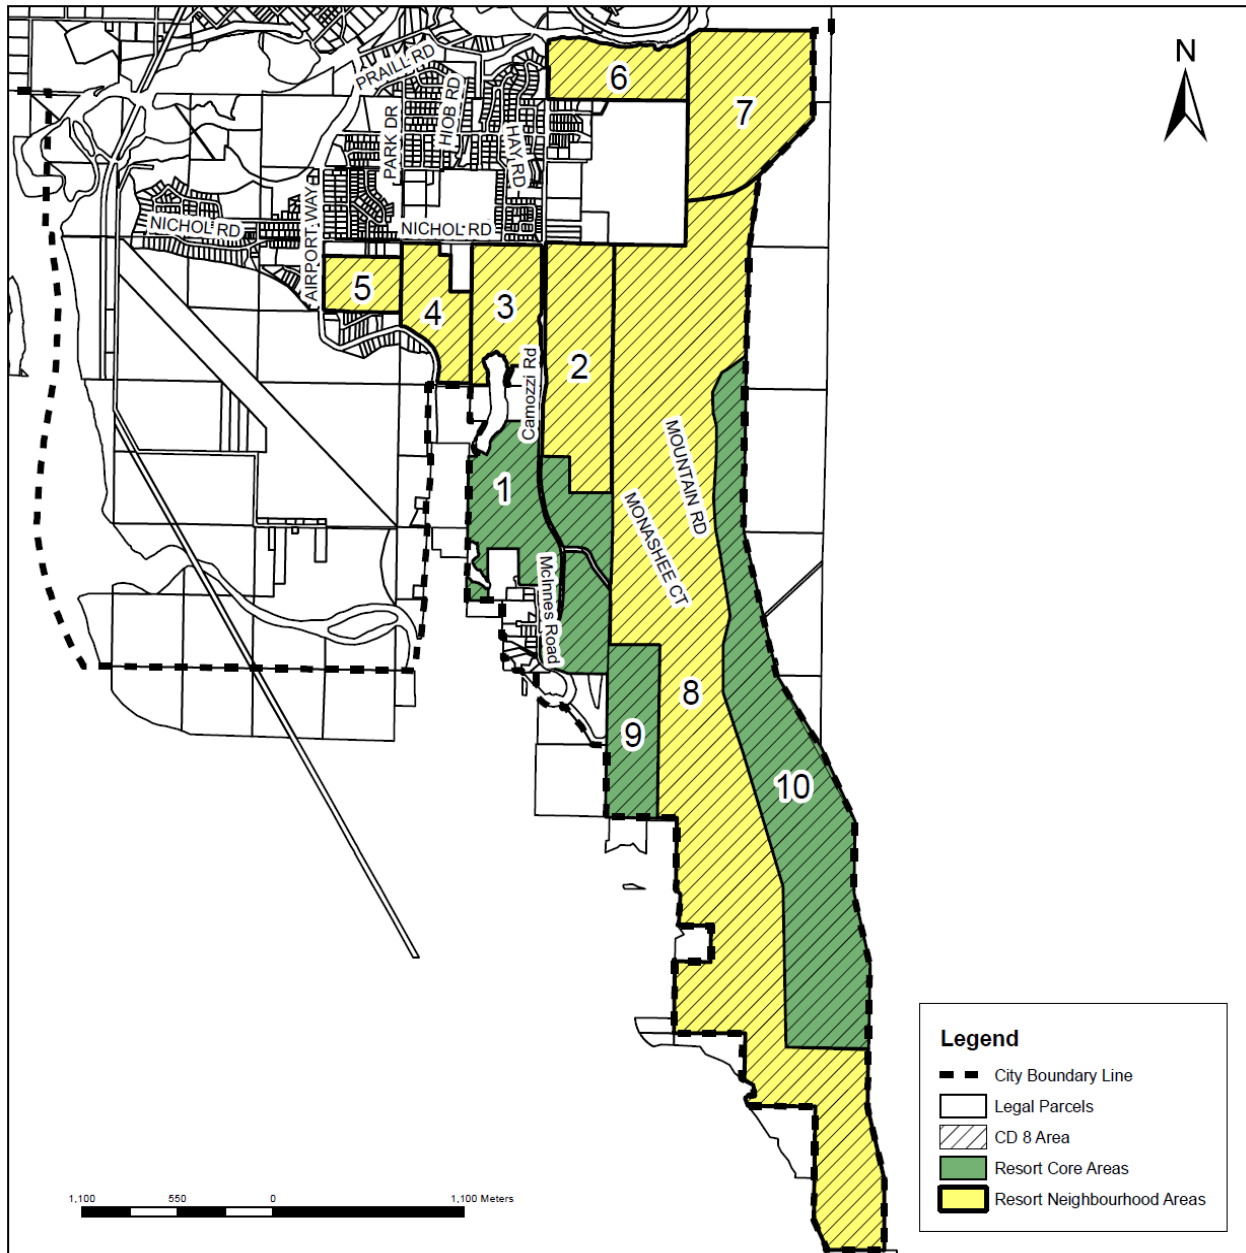 N
PRAILL RD
HIOB RD
PARK DR
HAY RD
6
7
NICHOL RD
NICHOL RD
AIRPORT WAY
5
4
3
2
Camozzi Rd
1
MOUNTAIN RD
MONASHEE CT
McInnes Road
8
9
10
Legend
City Boundary Line
Legal Parcels
CD 8 Area
Resort Core Areas
Resort Neighbourhood Areas
1,100 550 0 1,100 Meters